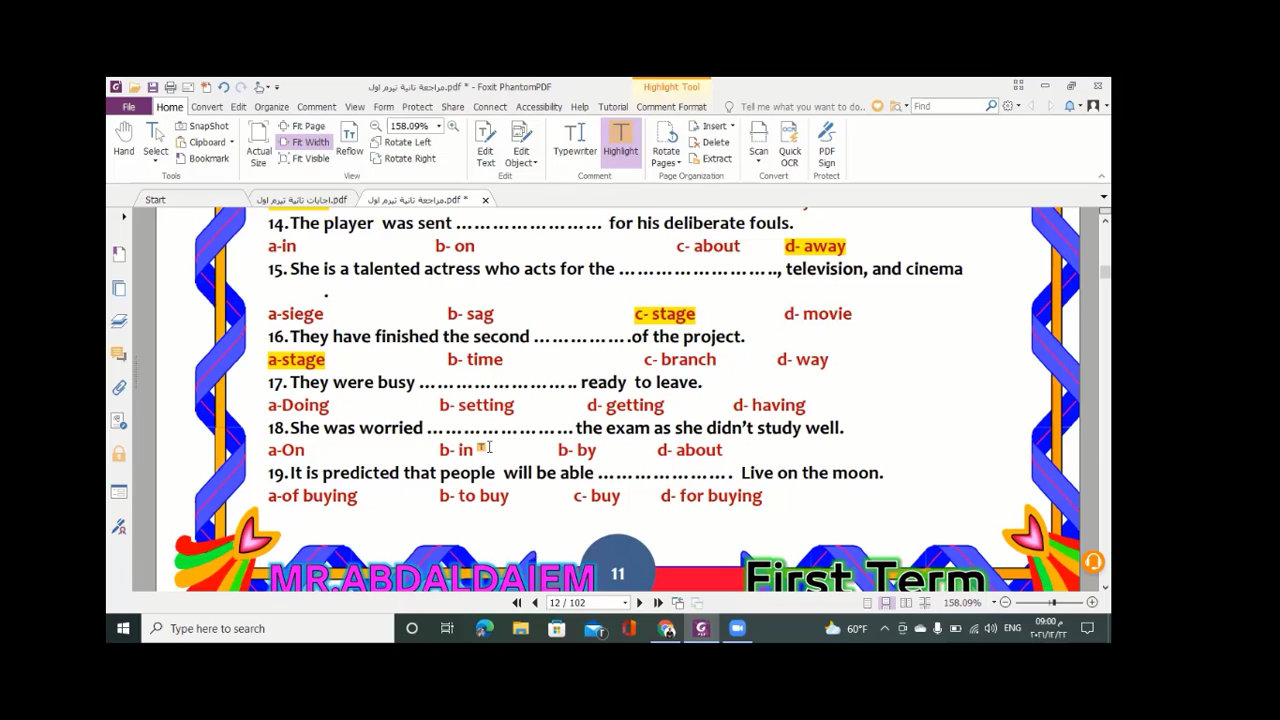 مراجعة ثانية تيرم اول.pdf * - Foxit PhantomPDF
Highlight Tool
File Home Convert Edit Organize Comment View Form Protect Share Connect Accessibility Help Tutorial Comment Format Tell me what you want to do.. Find
Hand
Select
SnapShot
Clipboard
Bookmark
Actual Size
Fit Page
Fit Width
Fit Visible
Reflow
158.09%
Rotate Left
Rotate Right
Edit Text
Edit Object
Typewriter
Highlight
Rotate Pages
Insert
Delete
Extract
Scan
Quick OCR
PDF Sign
Tools View Edit Comment Page Organization Convert Protect
Start اجابات ثانية تيرم اول.pdf مراجعة ثانية تيرم اول.pdf *
14.The player was sent …………………… for his deliberate fouls.
a-in b- on c- about d- away
15. She is a talented actress who acts for the …………………….., television, and cinema
.
a-siege b- sag c- stage d- movie
16.They have finished the second …………….of the project.
a-stage b- time c- branch d- way
17. They were busy …………………….. ready to leave.
a-Doing b- setting d- getting d- having
18.She was worried ……………………the exam as she didn't study well.
a-On b- in b- by d- about
19.It is predicted that people will be able …………………. Live on the moon.
a-of buying b- to buy c- buy d- for buying
MR.ABDALDAIEM 11 First Term
12 / 102 158.09%
Type here to search 60°F ENG 09:00 م
٢٠٢١/١٢/٢٢